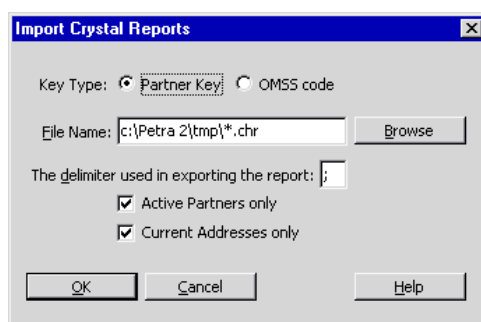 Import Crystal Reports
Key Type: Partner Key OMSS code
File Name: c:\Petra 2\tmp\*.chr Browse
The delimiter used in exporting the report: ;
Active Partners only
Current Addresses only
OK Cancel Help